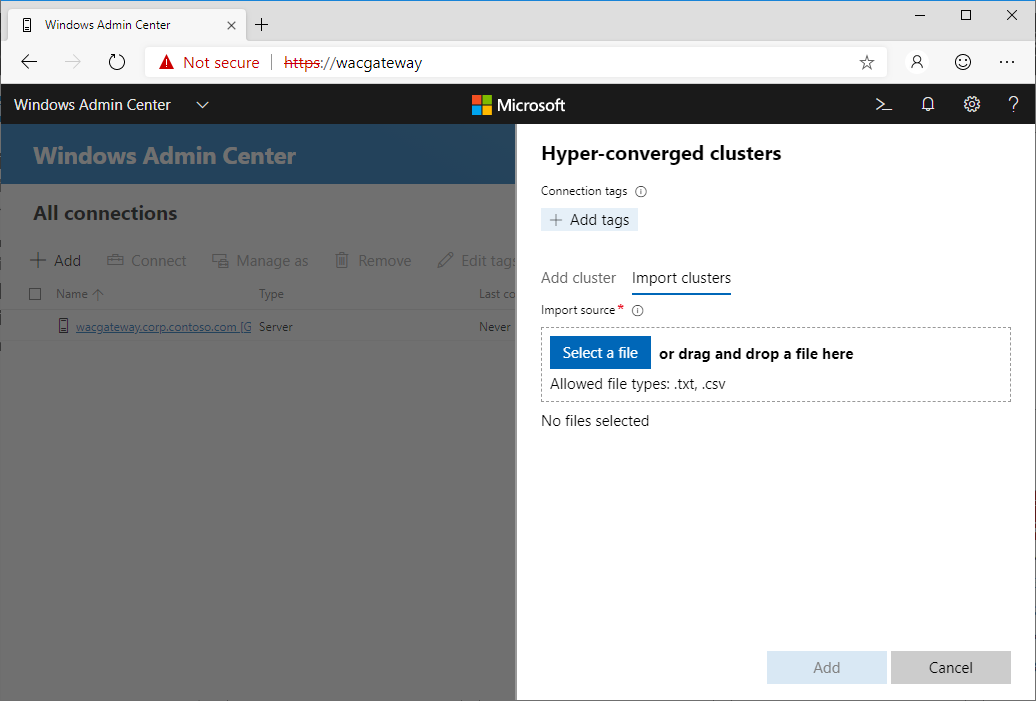 Windows Admin Center
Not secure https://wacgateway
Windows Admin Center
Microsoft
Windows Admin Center
All connections
Add Connect Manage as Remove Edit tags
Name Type Last co
wacgateway.corp.contoso.com [G Server Never
Hyper-converged clusters
Connection tags
Add tags
Add cluster Import clusters
Import source*
Select a file or drag and drop a file here
Allowed file types: .txt, .csv
No files selected
Add Cancel